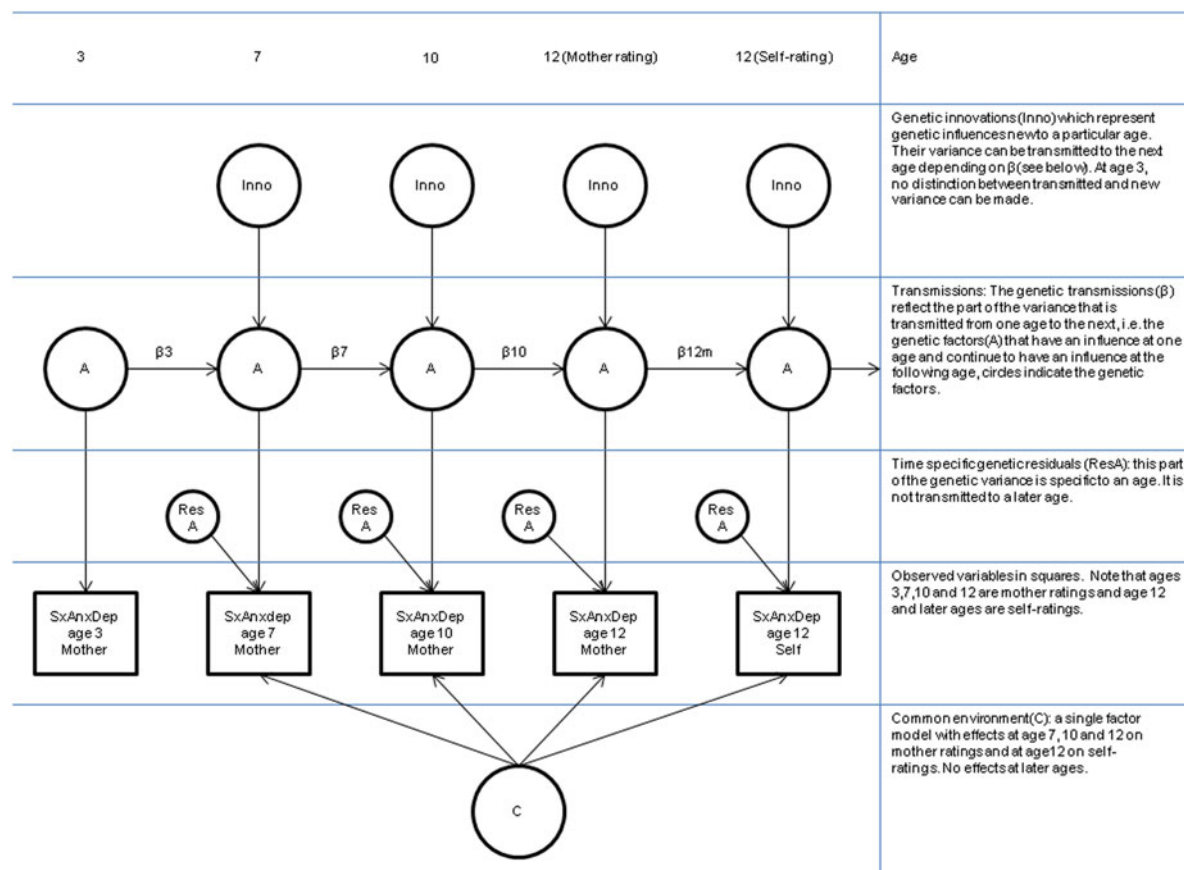 3
7
10
12 (Mother rating)
12 (Self-rating)
Age
Inno
Inno
Inno
Inno
Genetic innovations (Inno) which represent
genetic influences new to a particular age.
Their variance can be transmitted to the next
age depending on β (see below). At age 3,
no distinction between transmitted and new
variance can be made.
A
β3
A
β7
A
β10
A
β12m
A
Transmissions: The genetic transmissions (β)
reflect the part of the variance that is
transmitted from one age to the next, i.e. the
genetic factors (A) that have an influence at one
age and continue to have an influence at the
following age, circles indicate the genetic
factors.
Res
A
Res
A
Res
A
Res
A
Time specific genetic residuals (ResA): this part
of the genetic variance is specific to an age. It is
not transmitted to a later age.
SxAnxDep
age 3
Mother
SxAnxdep
age 7
Mother
SxAnxDep
age 10
Mother
SxAnxDep
age 12
Mother
SxAnxDep
age 12
Self
Observed variables in squares. Note that ages
3,7,10 and 12 are mother ratings and age 12
and later ages are self-ratings.
C
Common environment (C): a single factor
model with effects at age 7, 10 and 12 on
mother ratings and at age12 on self-
ratings. No effects at later ages.